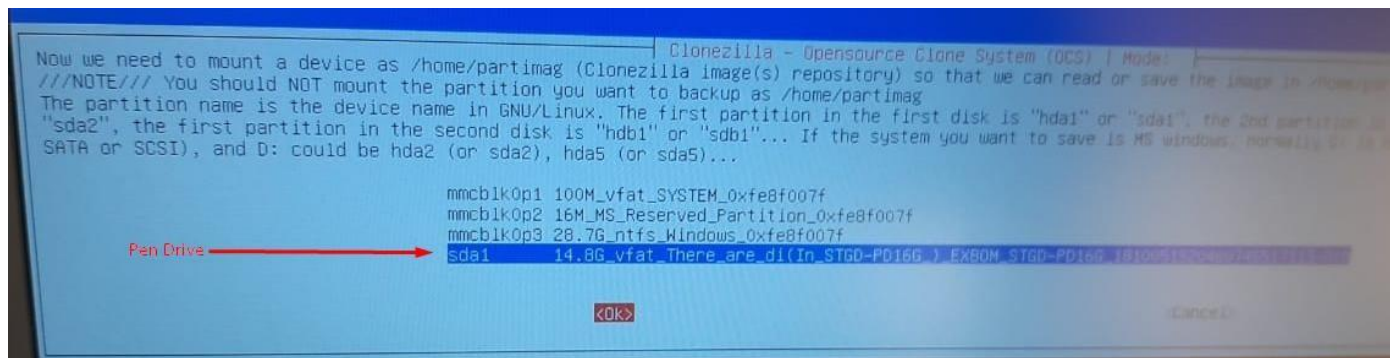 Clonezilla - Opensource Clone System (OCS) | Mode:
Now we need to mount a device as /home/partimag (Clonezilla image(s) repository) so that we can read or save the image in
///NOTE/// You should NOT mount the partition you want to backup as /home/partimag
The partition name is the device name in GNU/Linux. The first partition in the first disk is "hda1" or "sda1", the 2nd partition
"sda2", the first partition in the second disk is "hdb1" or "sdb1"... If the system you want to save is MS windows, normally
SATA or SCSI), and D: could be hda2 (or sda2), hda5 (or sda5)...
mmcblk0p1 100M_vfat_SYSTEM_0xfe8f007f
mmcblk0p2 16M_MS_Reserved_Partition_0xfe8f007f
mmcblk0p3 28.7G_ntfs_Windows_0xfe8f007f
Pen Drive
sda1 14.8G_vfat_There_are_di(In_STGD-PD16G_)_EXBOM_STGD-PD16G
<Ok> <Cancel>